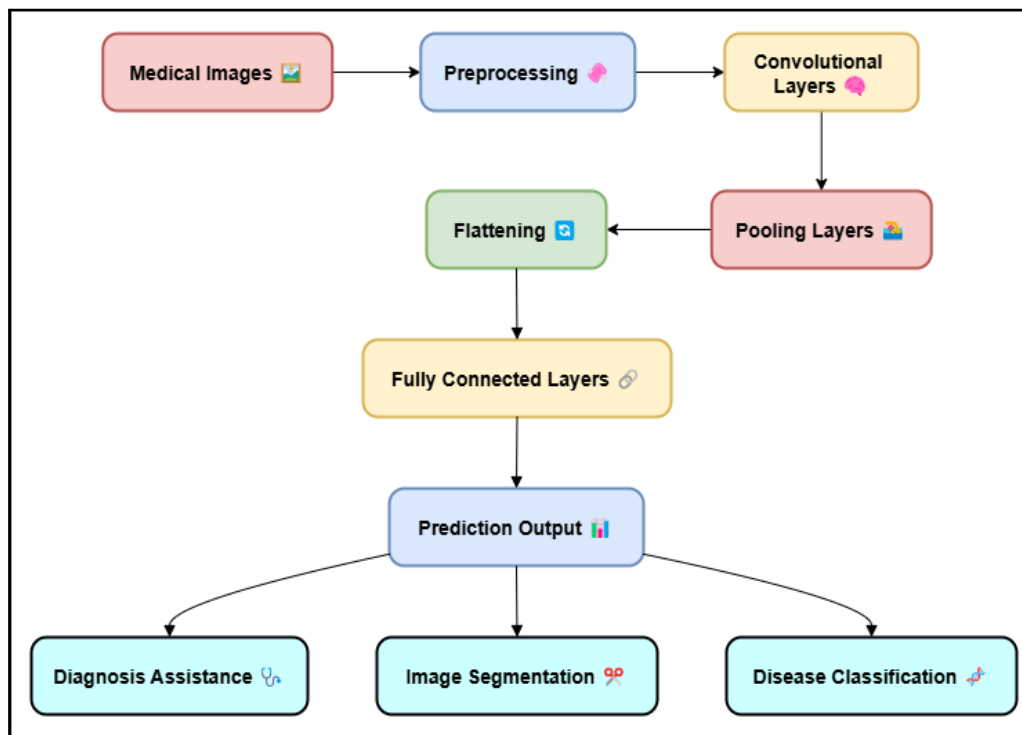 Medical Images 🖼️
Preprocessing 🧼
Convolutional
Layers 🧠
Pooling Layers 🏊
Flattening 🔄
Fully Connected Layers 🔗
Prediction Output 📊
Diagnosis Assistance 🩺
Image Segmentation ✂️
Disease Classification 🧬